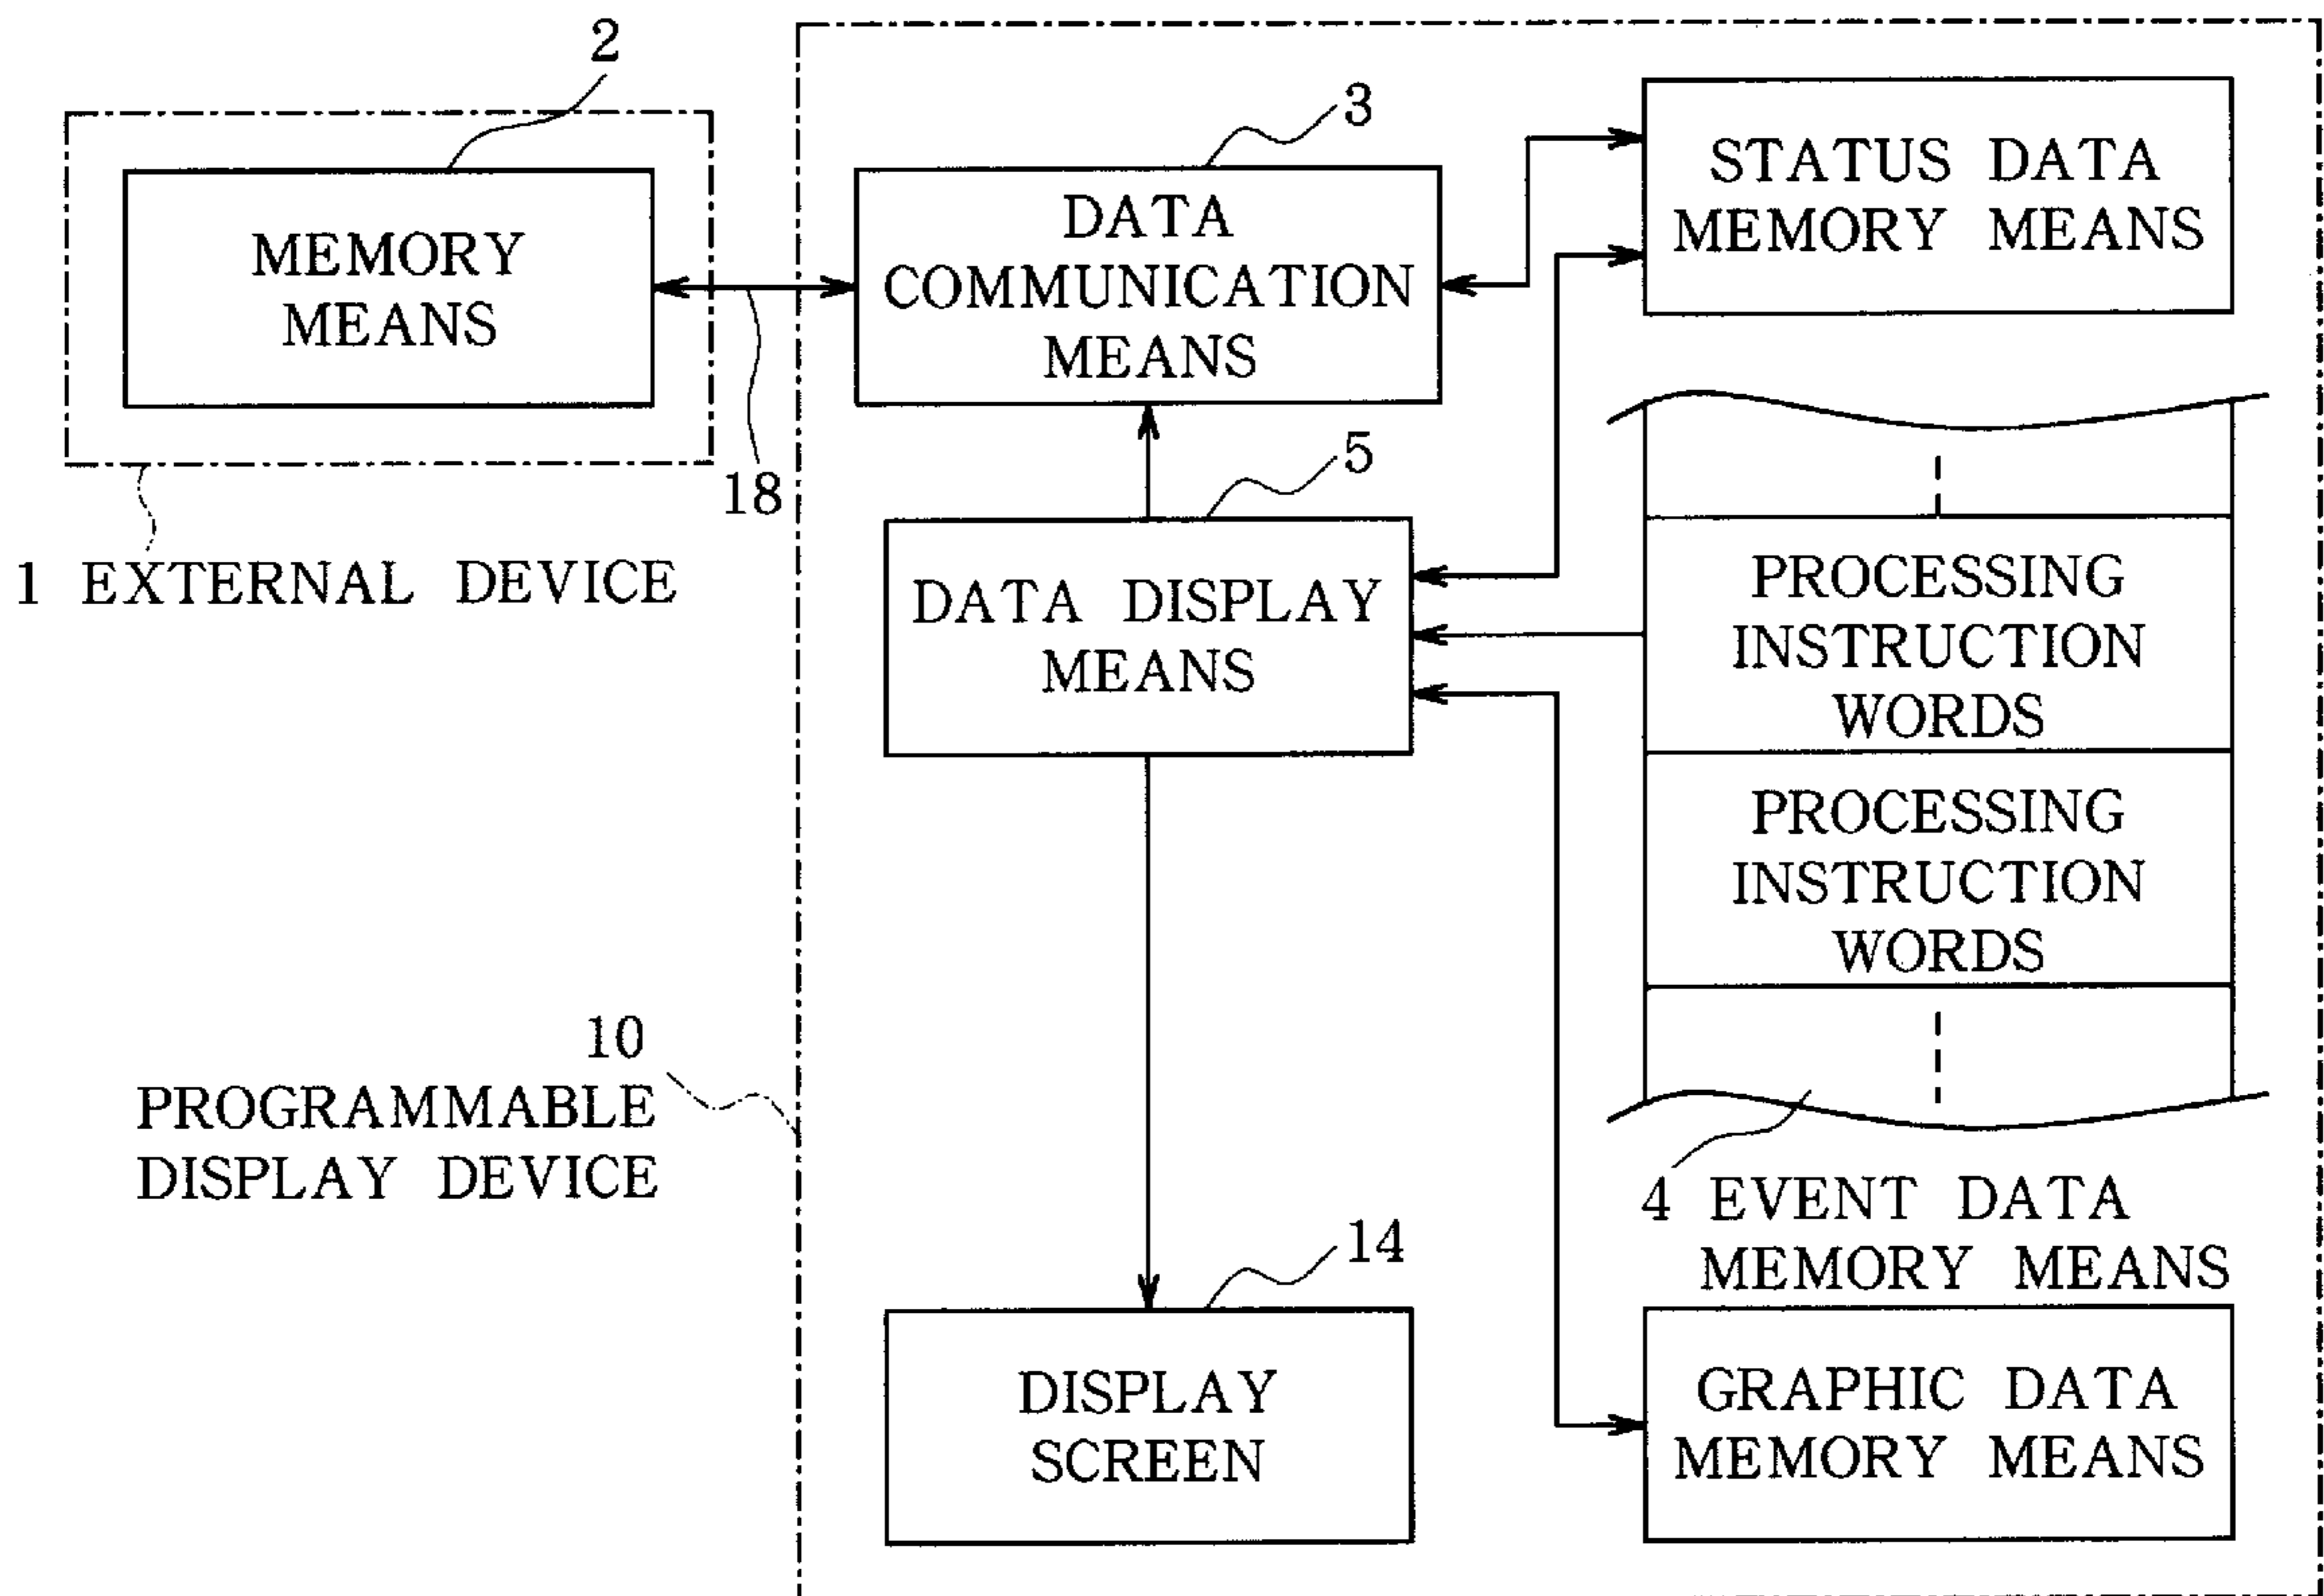 2
MEMORY
MEANS
18
1 EXTERNAL DEVICE
10
PROGRAMMABLE
DISPLAY DEVICE
3
DATA
COMMUNICATION
MEANS
5
DATA DISPLAY
MEANS
14
DISPLAY
SCREEN
STATUS DATA
MEMORY MEANS
PROCESSING
INSTRUCTION
WORDS
PROCESSING
INSTRUCTION
WORDS
4 EVENT DATA
MEMORY MEANS
GRAPHIC DATA
MEMORY MEANS